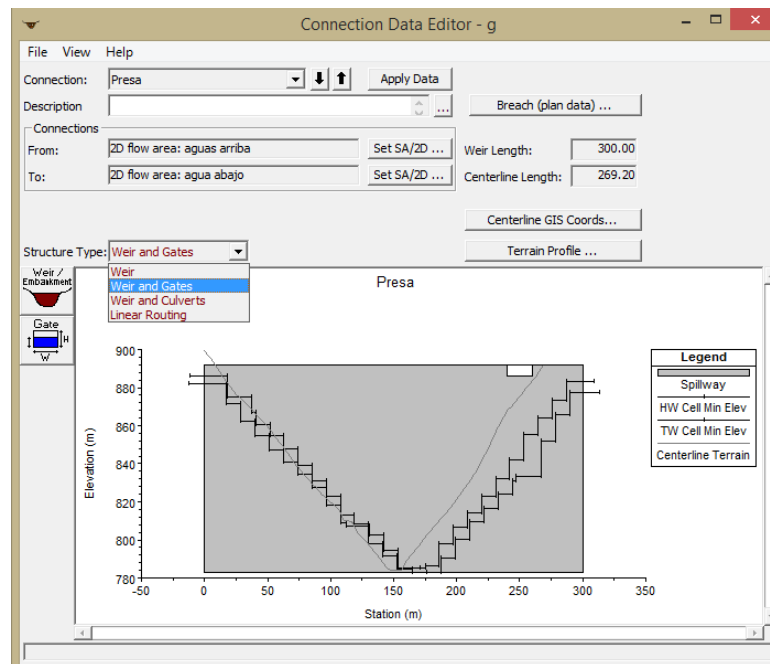 Connection Data Editor - g
File View Help
Connection: Presa Apply Data
Description ... Breach (plan data) ...
Connections
From: 2D flow area: aguas arriba Set SA/2D ... Weir Length: 300.00
To: 2D flow area: agua abajo Set SA/2D ... Centerline Length: 269.20
Centerline GIS Coords...
Structure Type: Weir and Gates Terrain Profile ...
Weir / Embankment
Weir
Weir and Gates
Weir and Culverts
Linear Routing
Gate
H
W
Presa
900
880
860
840
820
800
780
Elevation (m)
-50 0 50 100 150 200 250 300 350
Station (m)
Legend
Spillway
HW Cell Min Elev
TW Cell Min Elev
Centerline Terrain